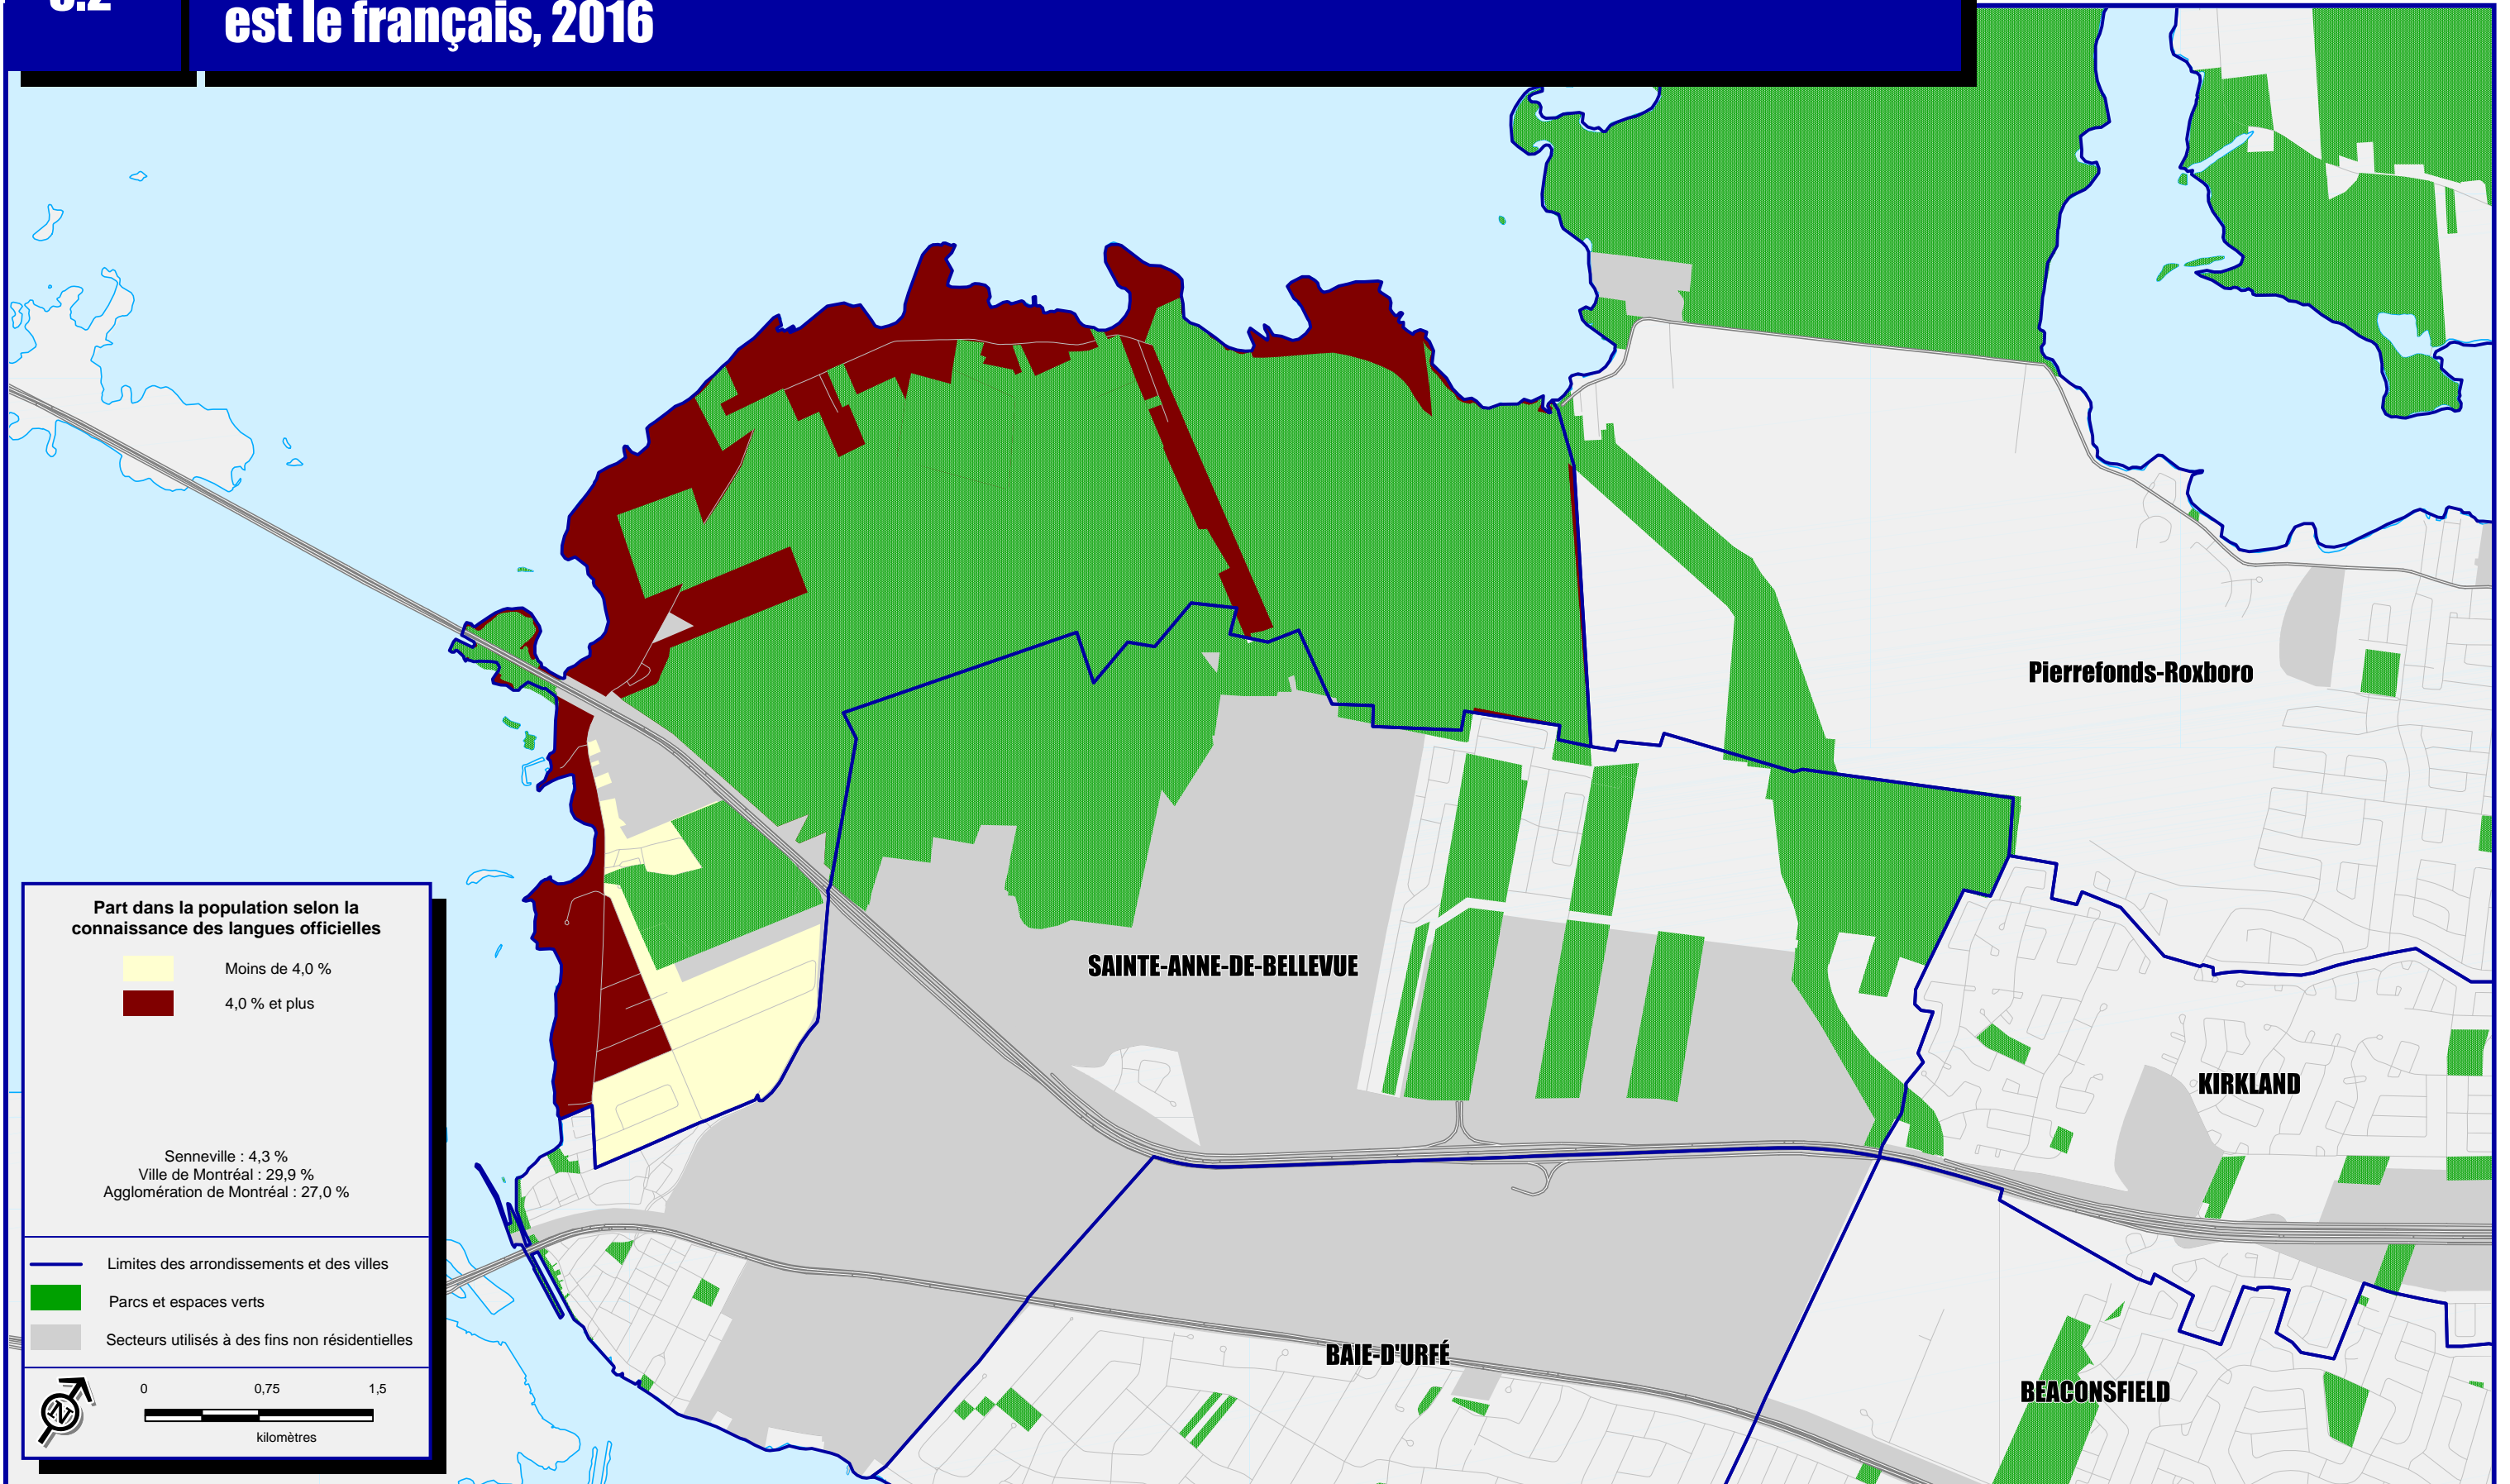 est le français, 2016
Pierrefonds-Roxboro
SAINTE-ANNE-DE-BELLEVUE
KIRKLAND
BAIE-D'URFÉ
BEACONSFIELD
Part dans la population selon la
connaissance des langues officielles
Moins de 4,0 %
4,0 % et plus
Senneville : 4,3 %
Ville de Montréal : 29,9 %
Agglomération de Montréal : 27,0 %
Limites des arrondissements et des villes
Parcs et espaces verts
Secteurs utilisés à des fins non résidentielles
N
0 0,75 1,5
kilomètres